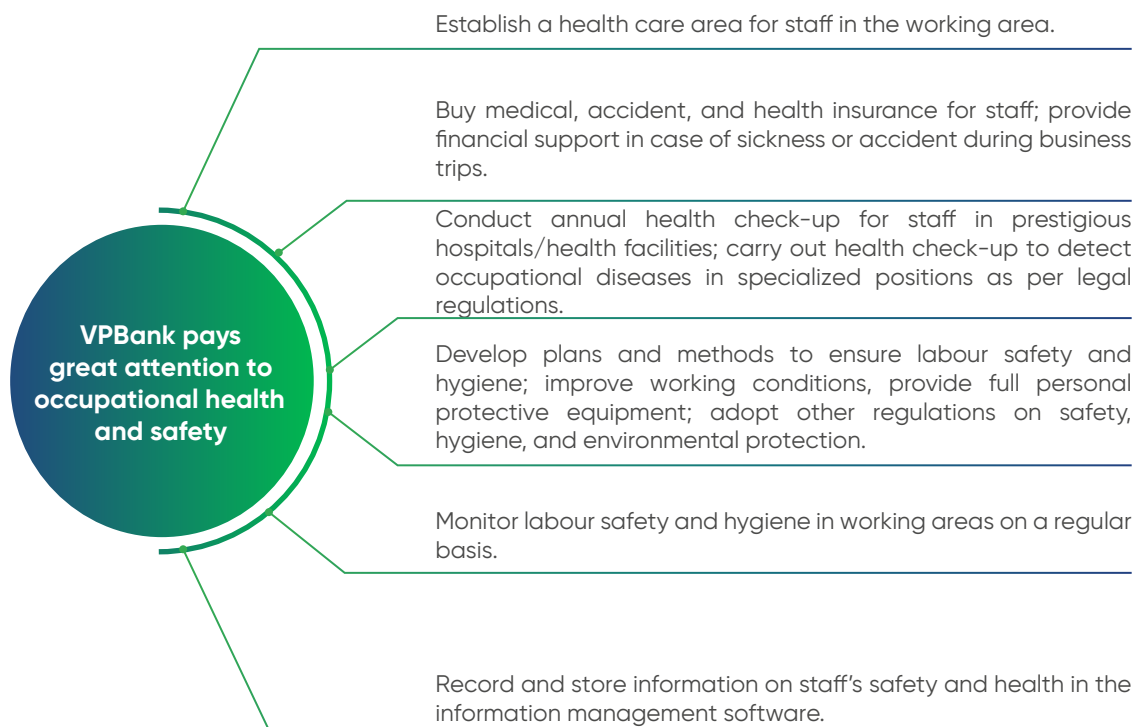 Establish a health care area for staff in the working area.
Buy medical, accident, and health insurance for staff; provide
financial support in case of sickness or accident during business
trips.
Conduct annual health check-up for staff in prestigious
hospitals/health facilities; carry out health check-up to detect
occupational diseases in specialized positions as per legal
regulations.
VPBank pays
great attention to
occupational health
and safety
Develop plans and methods to ensure labour safety and
hygiene; improve working conditions, provide full personal
protective equipment; adopt other regulations on safety,
hygiene, and environmental protection.
Monitor labour safety and hygiene in working areas on a regular
basis.
Record and store information on staff’s safety and health in the
information management software.